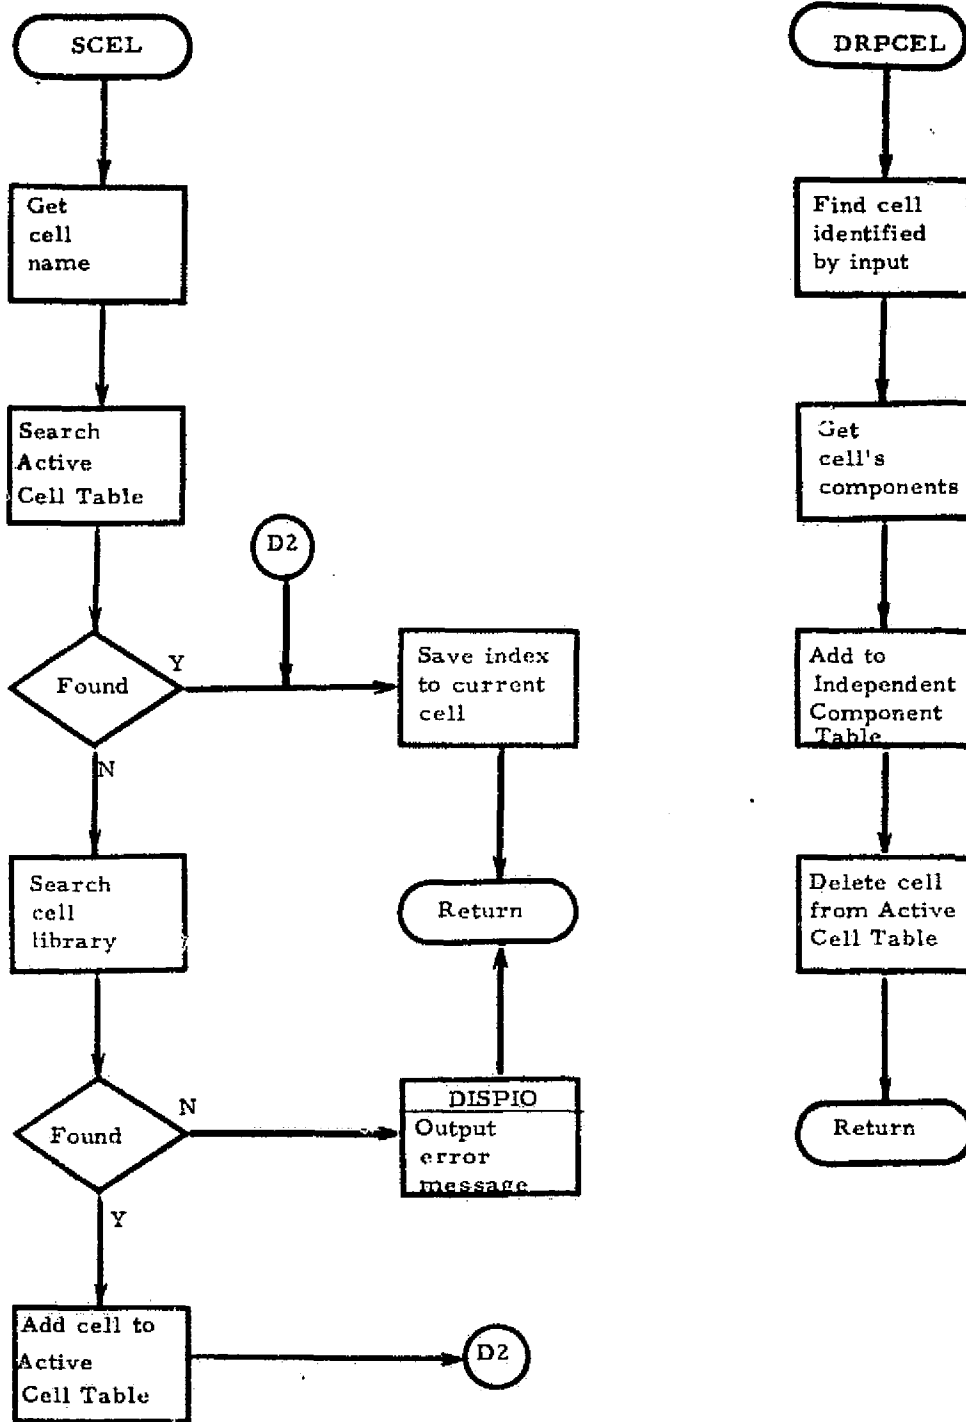 SCEL
Get
cell
name
Search
Active
Cell Table
Found
Y
N
D2
Save index
to current
cell
Return
Search
cell
library
Found
N
Y
DISPIO
Output
error
message
Add cell to
Active
Cell Table
D2
DRPCEL
Find cell
identified
by input
Get
cell's
components
Add to
Independent
Component
Table
Delete cell
from Active
Cell Table
Return